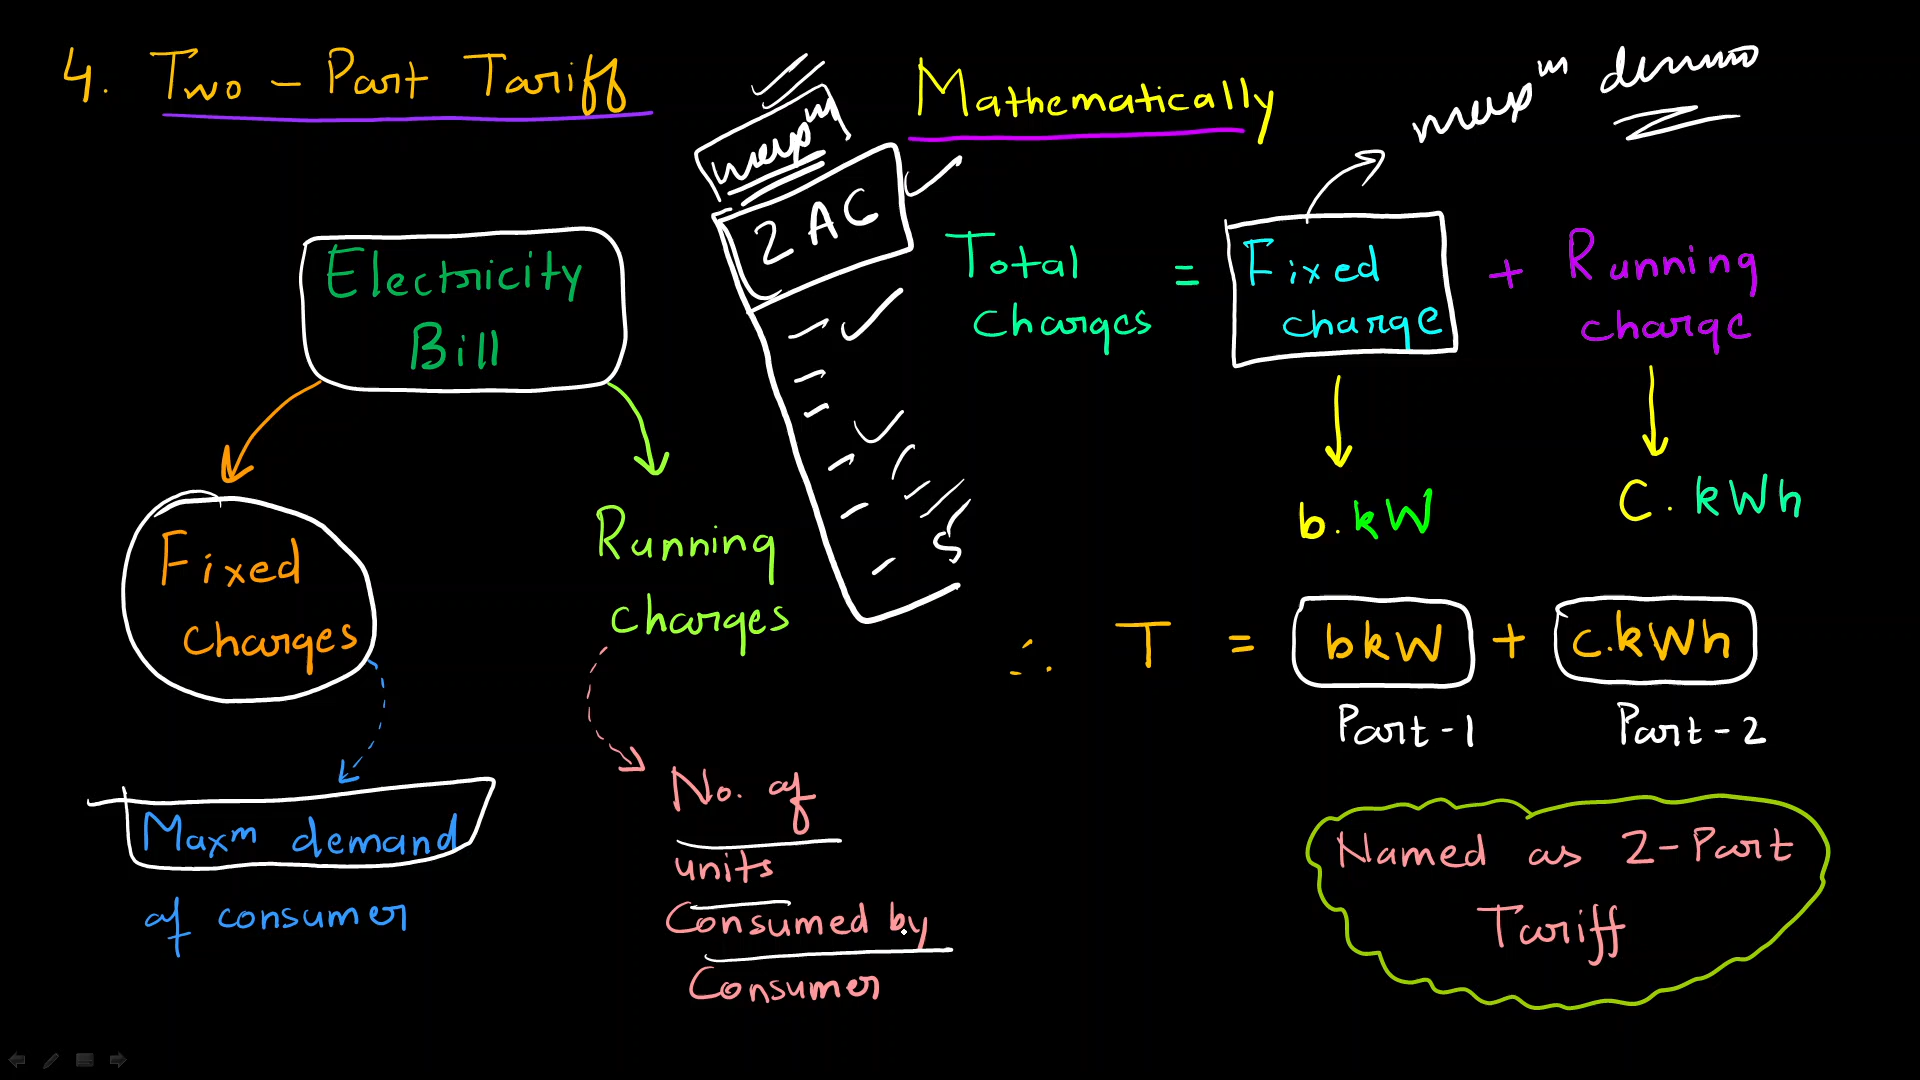 4. Two - Part Tariff
Electricity
Bill
Fixed
charges
Running
charges
Maxᵐ demand
of consumer
No. of
units
Consumed by
Consumer
maxᵐ
2 AC
Mathematically
maxᵐ
Total
charges
=
Fixed
charge
+
Running
charge
b.kW
C.kWh
∴ T = bkW + c.kWh
Part-1
Part-2
Named as 2-Part
Tariff